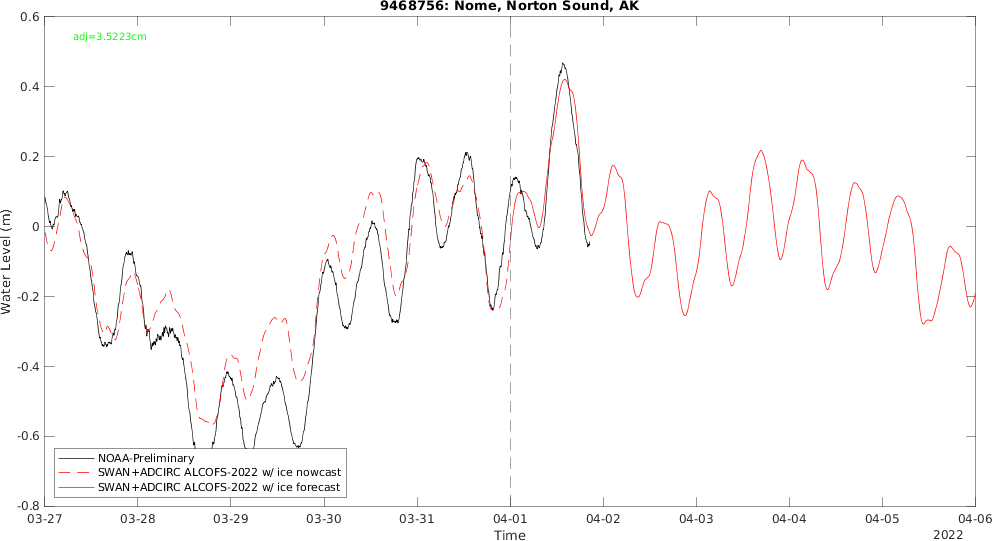 9468756: Nome, Norton Sound, AK
adj=3.5223cm
0.6
0.4
0.2
0
-0.2
-0.4
-0.6
-0.8
Water Level (m)
NOAA-Preliminary
SWAN+ADCIRC ALCOFS-2022 w/ ice nowcast
SWAN+ADCIRC ALCOFS-2022 w/ ice forecast
03-27 03-28 03-29 03-30 03-31 04-01 04-02 04-03 04-04 04-05 04-06
Time
2022